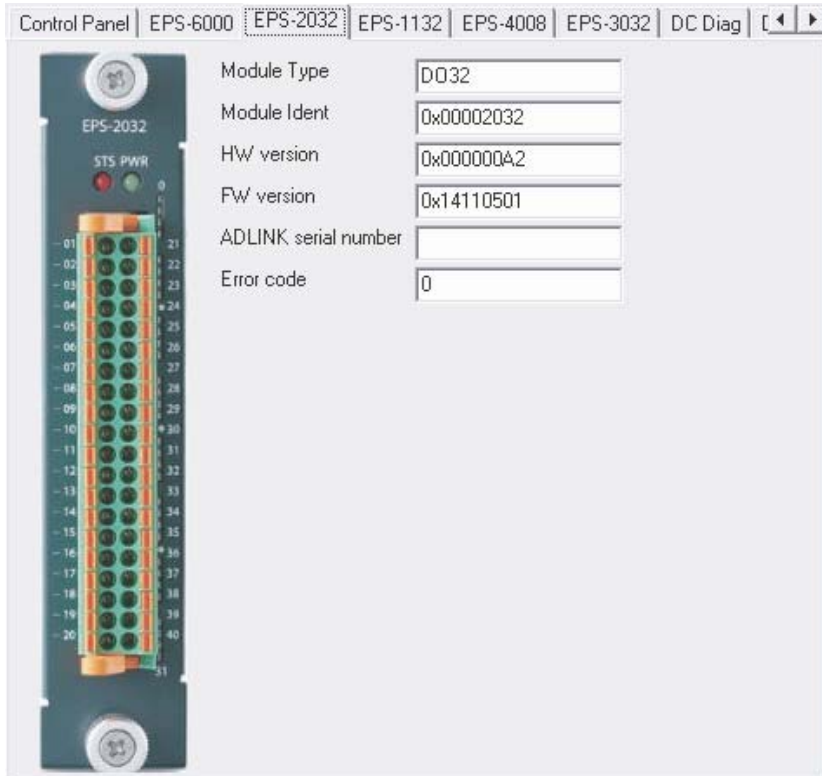 Control Panel EPS-6000 EPS-2032 EPS-1132 EPS-4008 EPS-3032 DC Diag
Module Type DO32
Module Ident 0x00002032
HW version 0x000000A2
FW version 0x14110501
ADLINK serial number
Error code 0
EPS-2032
STS PWR
0
01 21
02 22
03 23
04 24
05 25
06 26
07 27
08 28
09 29
10 30
11 31
12 32
13 33
14 34
15 35
16 36
17 37
18 38
19 39
20 40
31